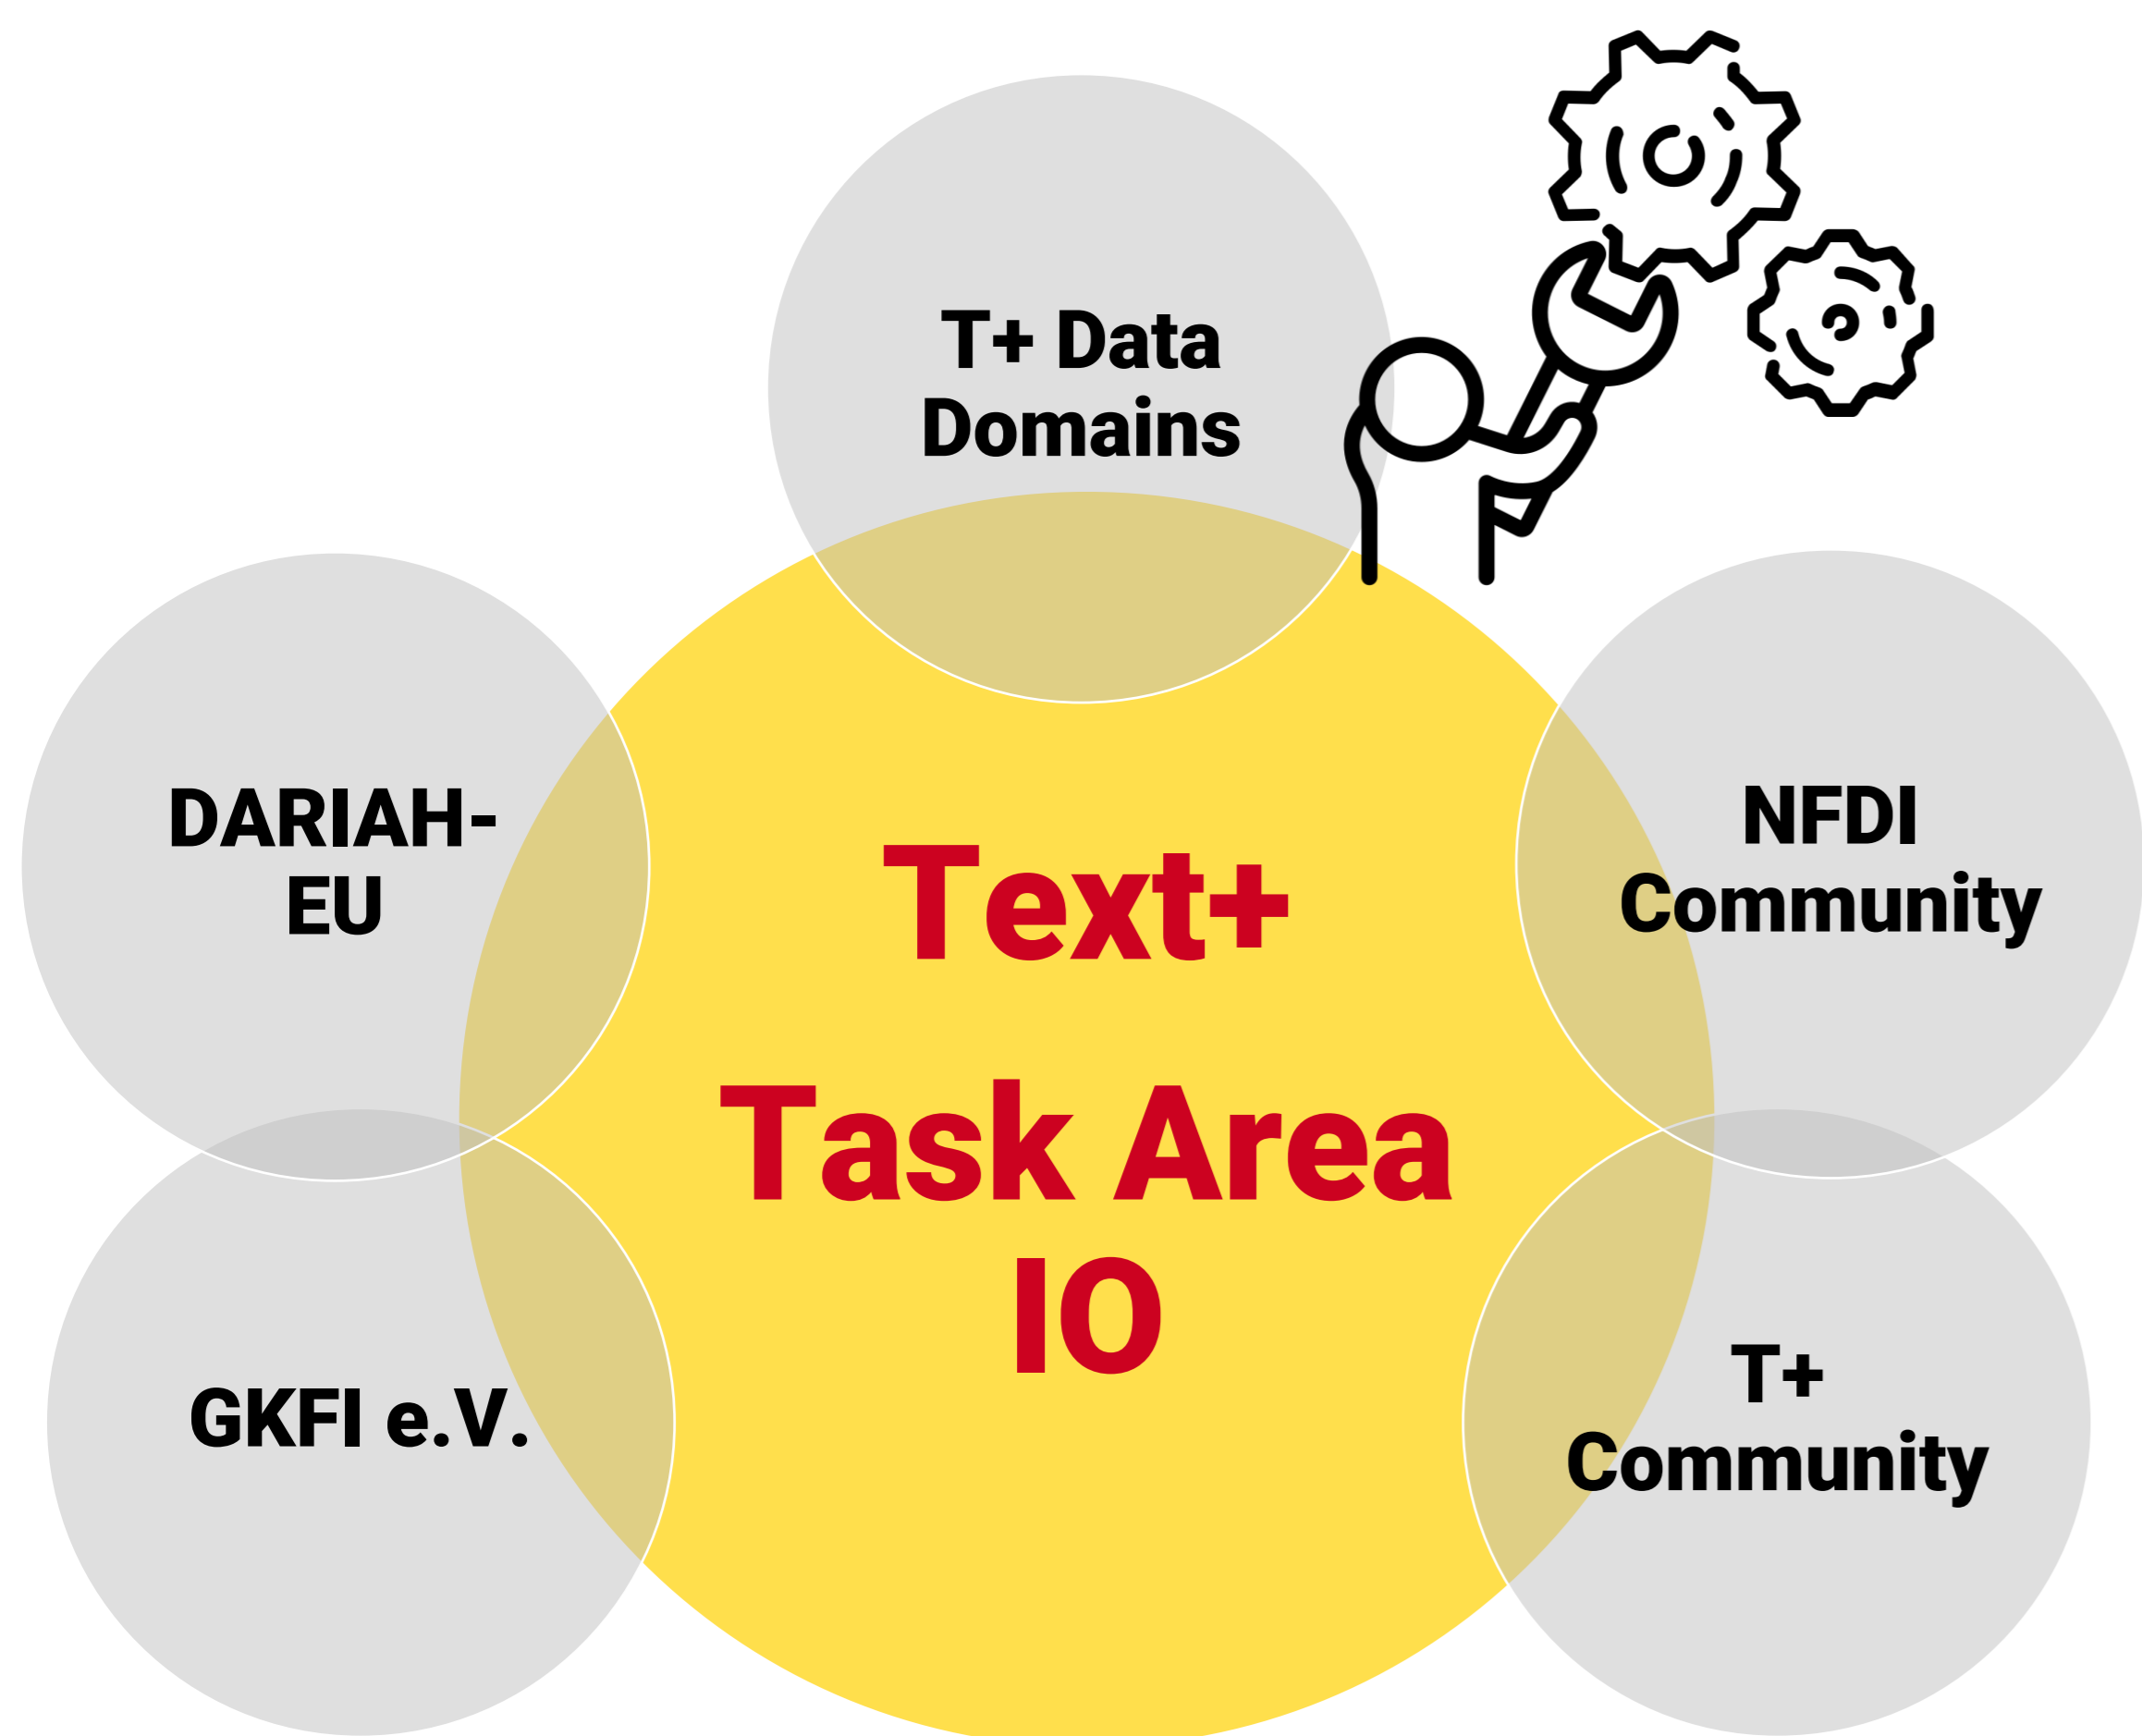 T+ Data
Domains
DARIAH-
EU
NFDI
Community
Text+
Task Area
IO
GKFI e.V.
T+
Community